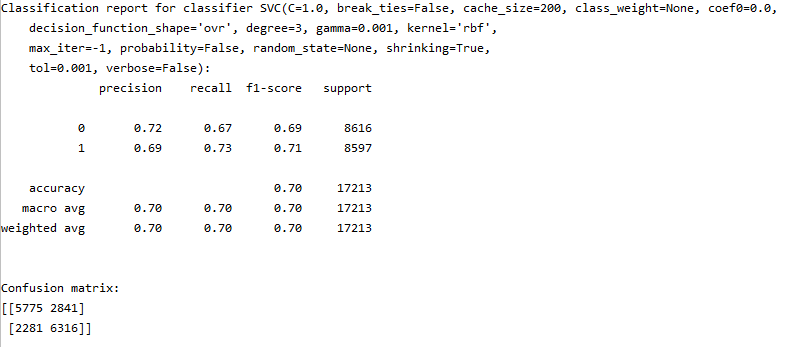 Classification report for classifier SVC(C=1.0, break_ties=False, cache_size=200, class_weight=None, coef0=0.0,
    decision_function_shape='ovr', degree=3, gamma=0.001, kernel='rbf',
    max_iter=-1, probability=False, random_state=None, shrinking=True,
    tol=0.001, verbose=False):
              precision    recall  f1-score   support

           0       0.72      0.67      0.69      8616
           1       0.69      0.73      0.71      8597

    accuracy                           0.70     17213
   macro avg       0.70      0.70      0.70     17213
weighted avg       0.70      0.70      0.70     17213


Confusion matrix:
[[5775 2841]
 [2281 6316]]